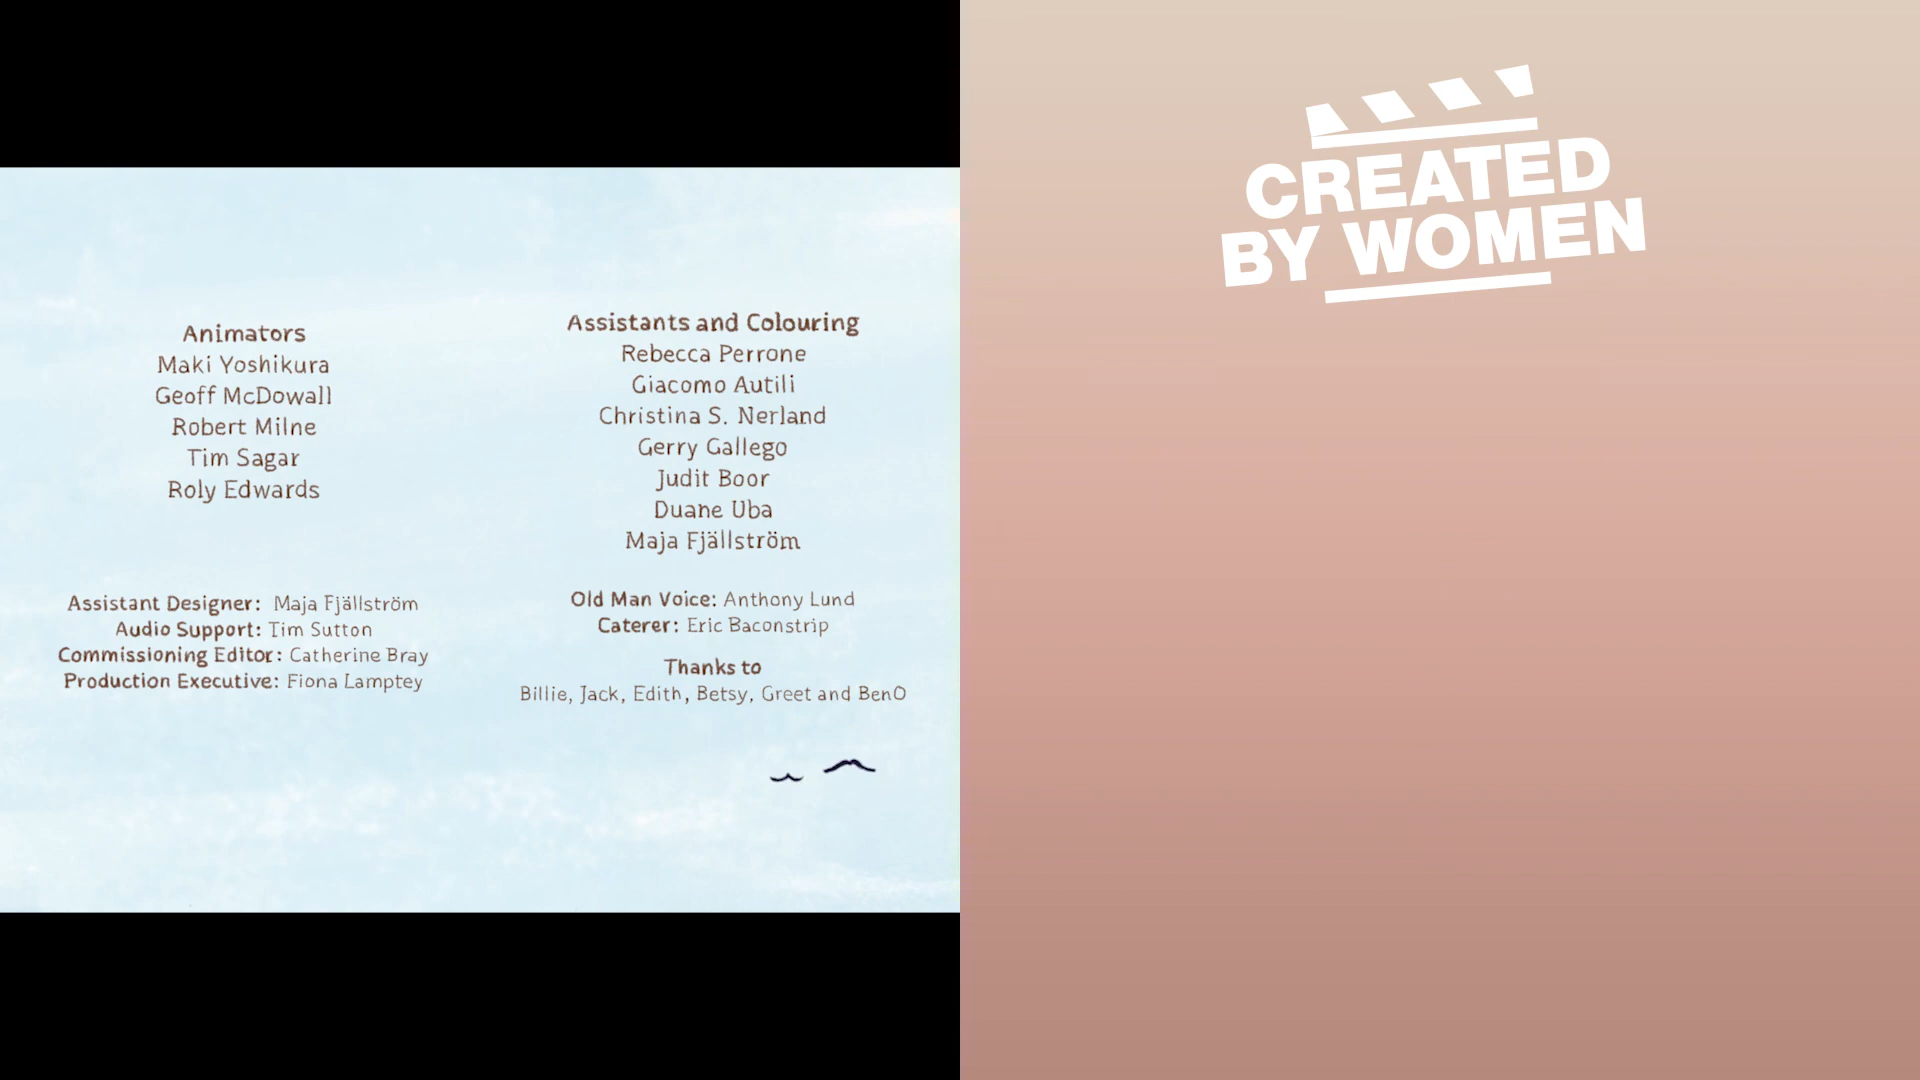 Animators
Maki Yoshikura
Geoff McDowall
Robert Milne
Tim Sagar
Roly Edwards
Assistant Designer: Maja Fjällström
Audio Support: Tim Sutton
Commissioning Editor: Catherine Bray
Production Executive: Fiona Lamptey
Assistants and Colouring
Rebecca Perrone
Giacomo Autili
Christina S. Nerland
Gerry Gallego
Judit Boor
Duane Uba
Maja Fjällström
Old Man Voice: Anthony Lund
Caterer: Eric Baconstrip
Thanks to
Billie, Jack, Edith, Betsy, Greet and BenO
CREATED
BY WOMEN